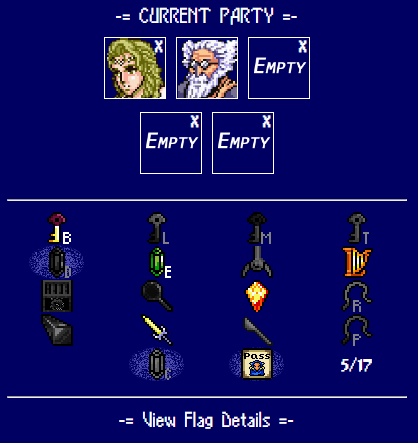 -= CURRENT PARTY =-
X X
EMPTY
X X
EMPTY EMPTY
B L M T
D E
R
P
C Pass 5/17
-= View Flag Details =-